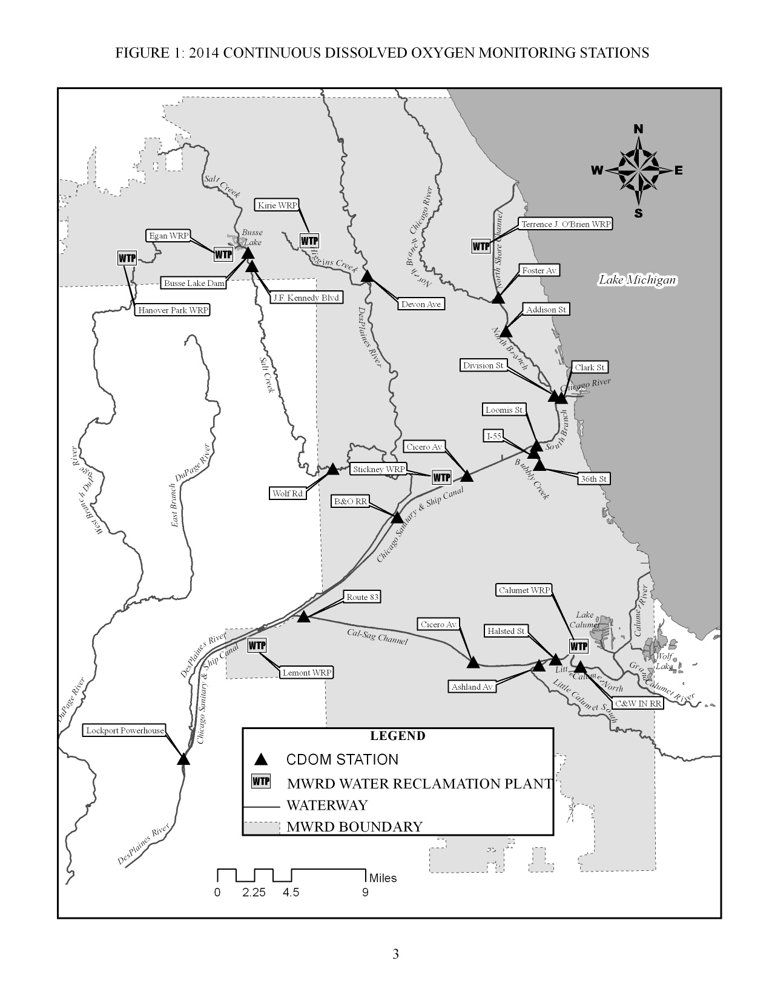 FIGURE 1: 2014 CONTINUOUS DISSOLVED OXYGEN MONITORING STATIONS
N
W
E
S
Salt Creek
Kirie WRP
Egan WRP
Busse
Lake
WTP
WTP
WTP
Busse Lake Dam
J.F. Kennedy Blvd.
Hanover Park WRP
Higgins Creek
Devon Ave.
North Branch Chicago River
North Shore Channel
WTP
Terrence J. O'Brien WRP
Foster Av.
Lake Michigan
Addison St.
DesPlaines River
North Branch
Division St.
Clark St.
Chicago River
Salt Creek
Loomis St.
South Branch
I-55
Cicero Av.
Bubbly Creek
36th St.
Stickney WRP
WTP
Wolf Rd.
B&O RR
Chicago Sanitary & Ship Canal
West Branch DuPage River
East Branch DuPage River
Calumet WRP
Route 83
Lake
Calumet
Calumet River
Cicero Av.
Halsted St.
Cal-Sag Channel
WTP
WTP
DesPlaines River
Chicago Sanitary & Ship Canal
Lemont WRP
Wolf
Lake
Grand Calumet River
Little Calumet North
Ashland Av.
Little Calumet South
C&W IN RR
DuPage River
Lockport Powerhouse
LEGEND
CDOM STATION
WTP MWRD WATER RECLAMATION PLANT
WATERWAY
MWRD BOUNDARY
DesPlaines River
Miles
0 2.25 4.5 9
3